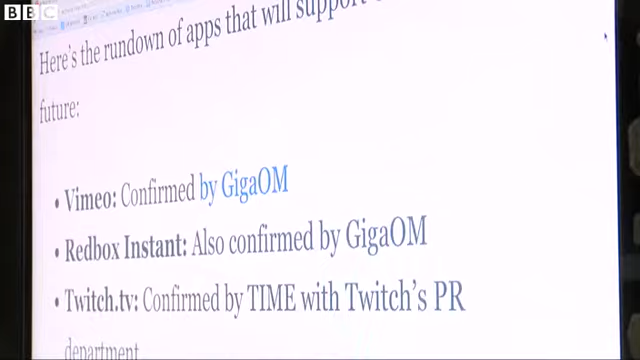 BBC
Here's the rundown of apps that will support
future:
• Vimeo: Confirmed by GigaOM
• Redbox Instant: Also confirmed by GigaOM
• Twitch.tv: Confirmed by TIME with Twitch's PR
department